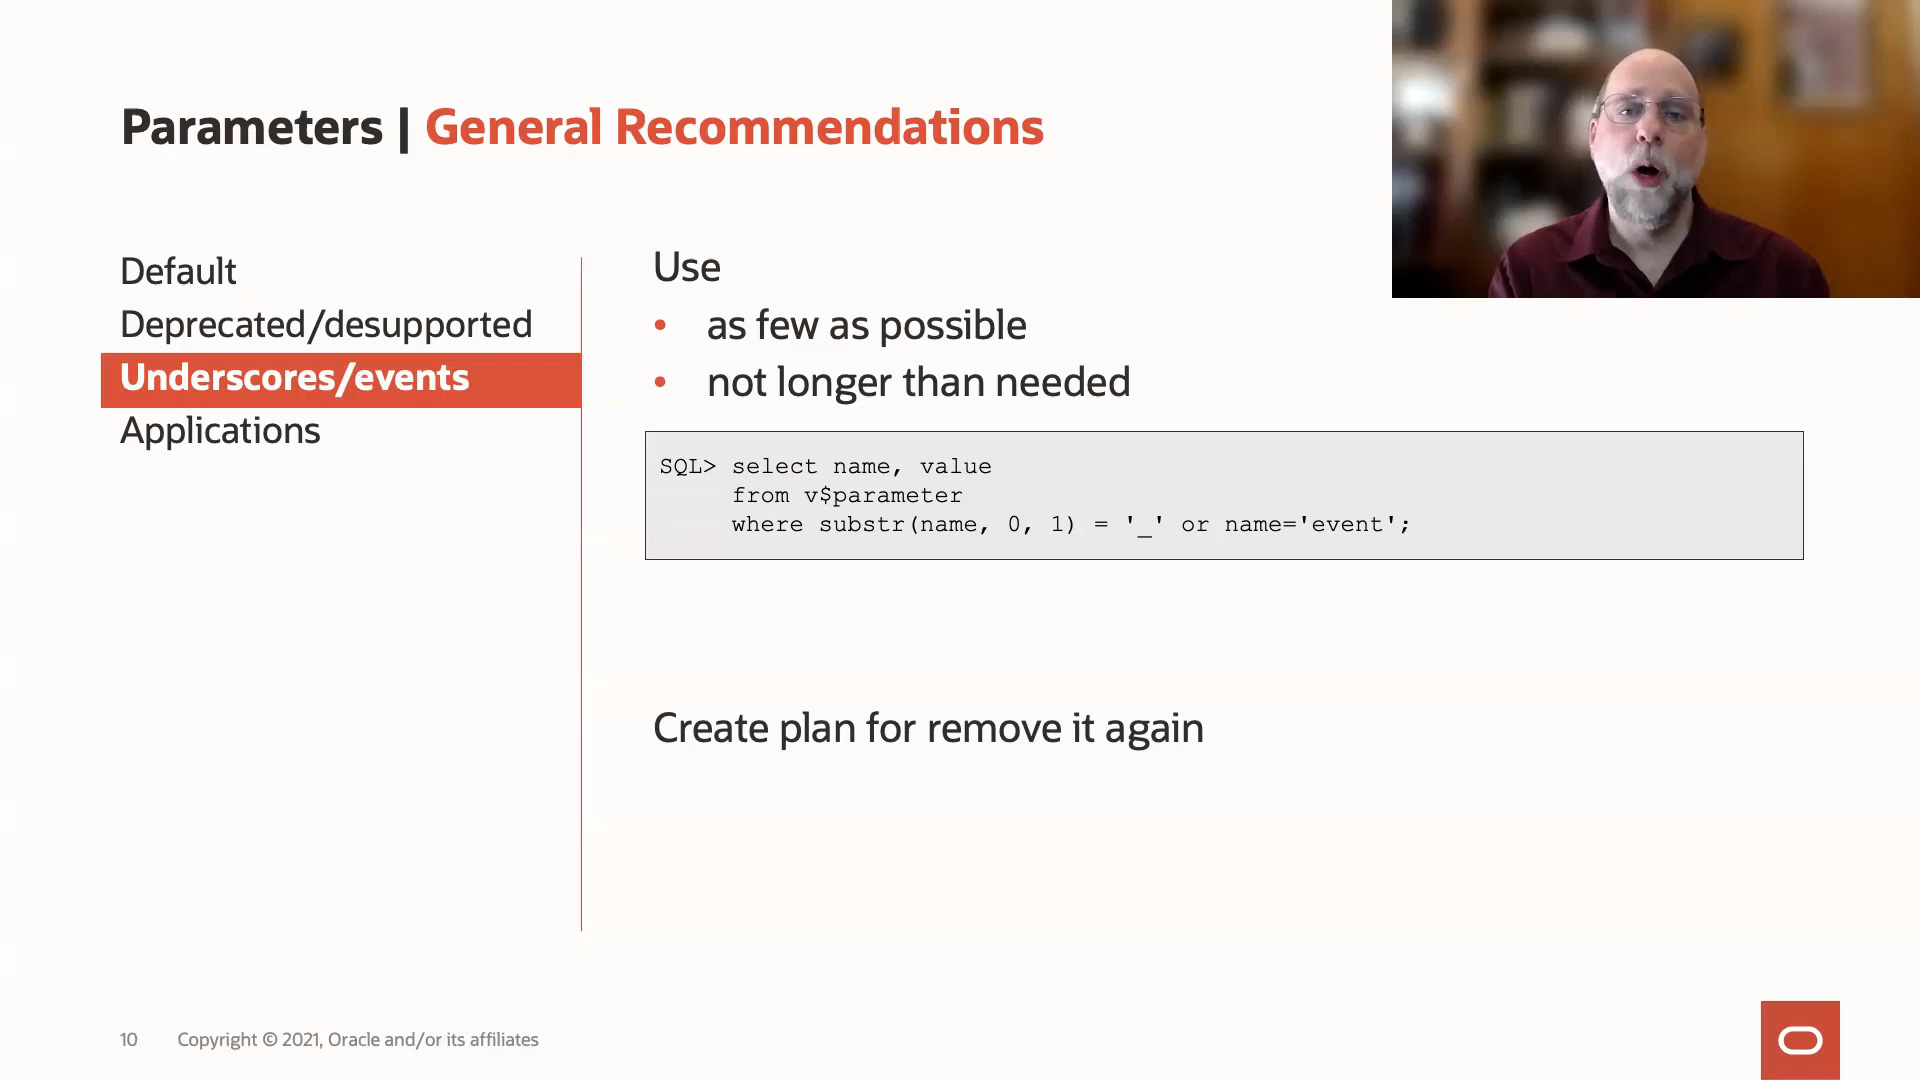 Parameters | General Recommendations
Default
Deprecated/desupported
Underscores/events
Applications
Use
• as few as possible
• not longer than needed
SQL> select name, value
from v$parameter
where substr(name, 0, 1) = '_' or name='event';
Create plan for remove it again
10 Copyright © 2021, Oracle and/or its affiliates